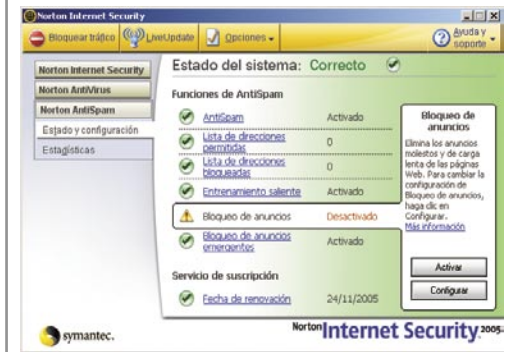 Norton Internet Security
Bloquear tráfico
LiveUpdate
Opciones
Ayuda y
soporte
Norton Internet Security
Norton AntiVirus
Norton AntiSpam
Estado y configuración
Estadísticas
Estado del sistema: Correcto
Funciones de AntiSpam
AntiSpam Activado
Lista de direcciones
permitidas 0
Lista de direcciones
bloqueadas 0
Entrenamiento saliente Activado
Bloqueo de anuncios Desactivado
Bloqueo de anuncios
emergentes Activado
Servicio de suscripción
Fecha de renovación 24/11/2005
Bloqueo de
anuncios
Elimina los anuncios
molestos y de carga
lenta de las páginas
Web. Para cambiar la
configuración de
Bloqueo de anuncios,
haga clic en
Configurar.
Más información
Activar
Configurar
symantec.
Norton Internet Security 2005